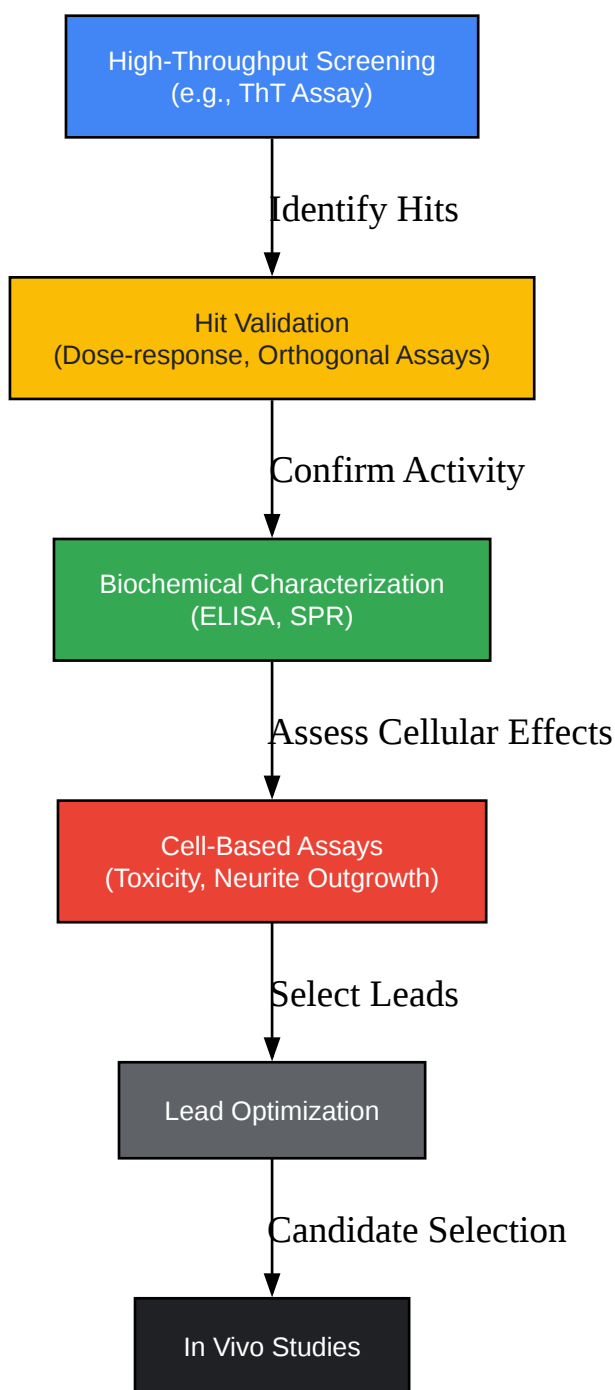 High-Throughput Screening
(e.g., ThT Assay)
Identify Hits
Hit Validation
(Dose-response, Orthogonal Assays)
Confirm Activity
Biochemical Characterization
(ELISA, SPR)
Assess Cellular Effects
Cell-Based Assays
(Toxicity, Neurite Outgrowth)
Select Leads
Lead Optimization
Candidate Selection
In Vivo Studies